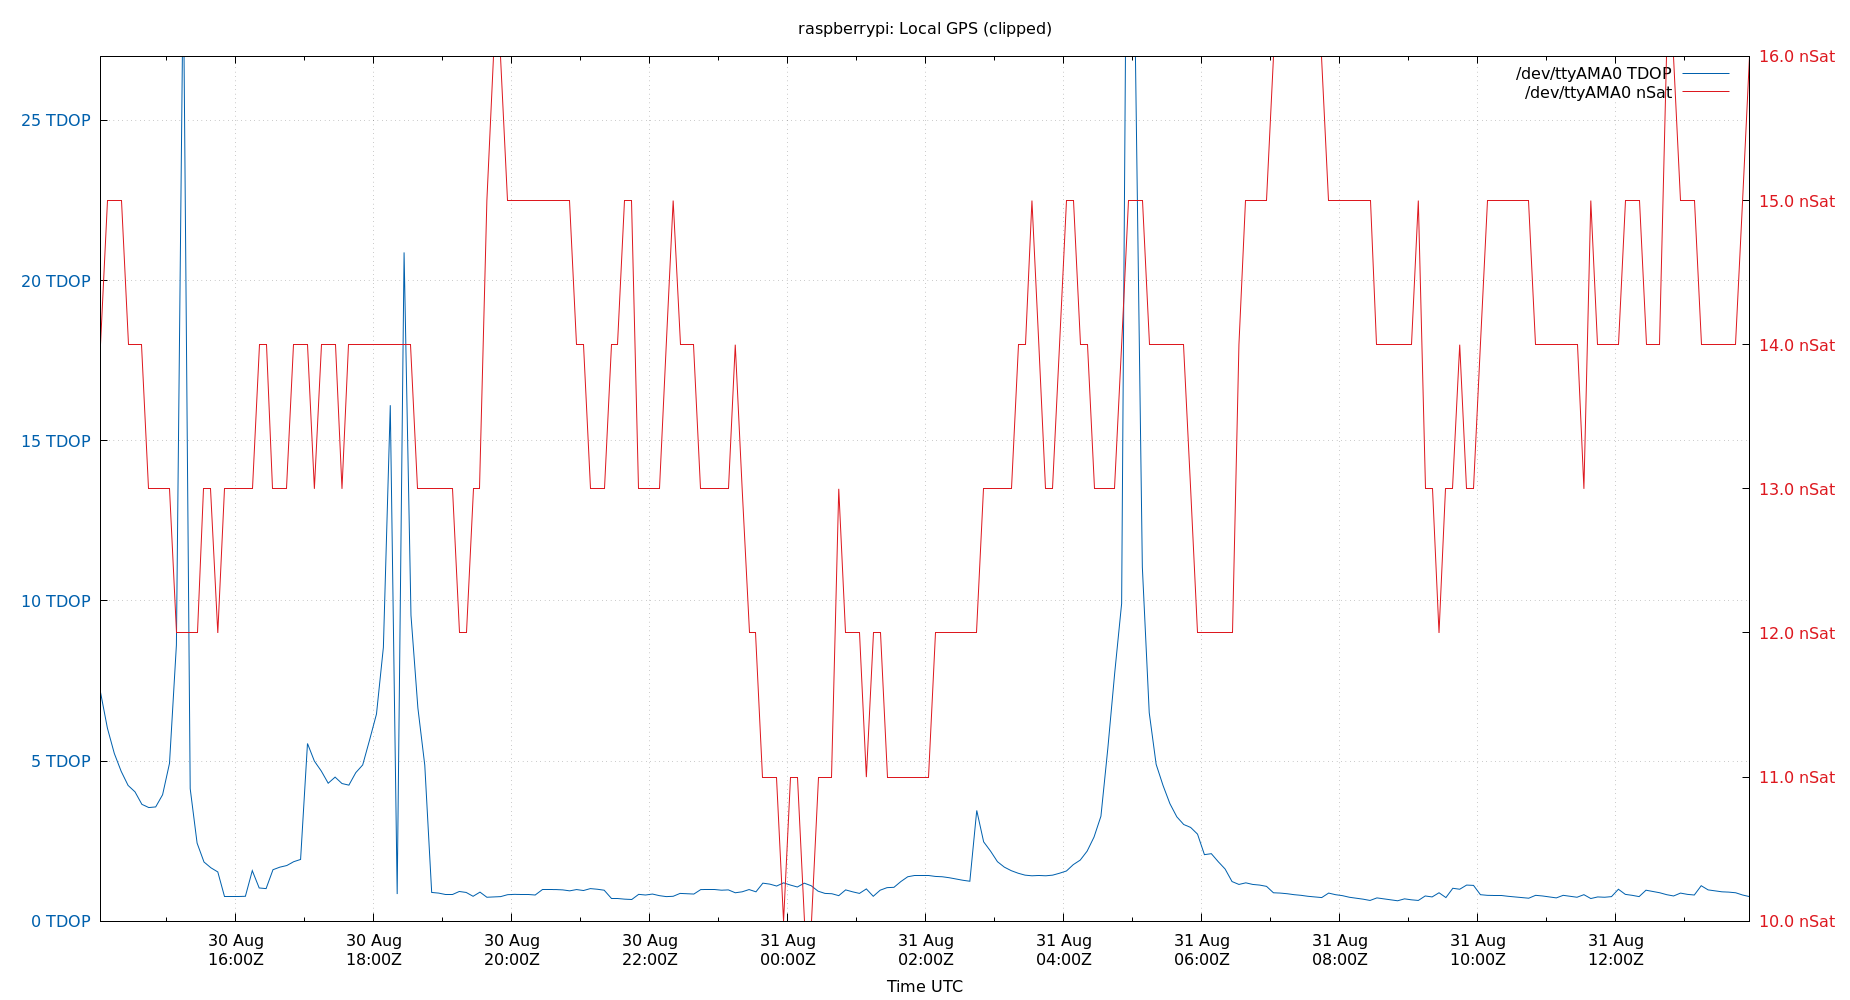 raspberrypi: Local GPS (clipped)
/dev/ttyAMA0 TDOP
/dev/ttyAMA0 nSat
25 TDOP
20 TDOP
15 TDOP
10 TDOP
5 TDOP
0 TDOP
16.0 nSat
15.0 nSat
14.0 nSat
13.0 nSat
12.0 nSat
11.0 nSat
10.0 nSat
30 Aug
16:00Z
30 Aug
18:00Z
30 Aug
20:00Z
30 Aug
22:00Z
31 Aug
00:00Z
31 Aug
02:00Z
31 Aug
04:00Z
31 Aug
06:00Z
31 Aug
08:00Z
31 Aug
10:00Z
31 Aug
12:00Z
Time UTC